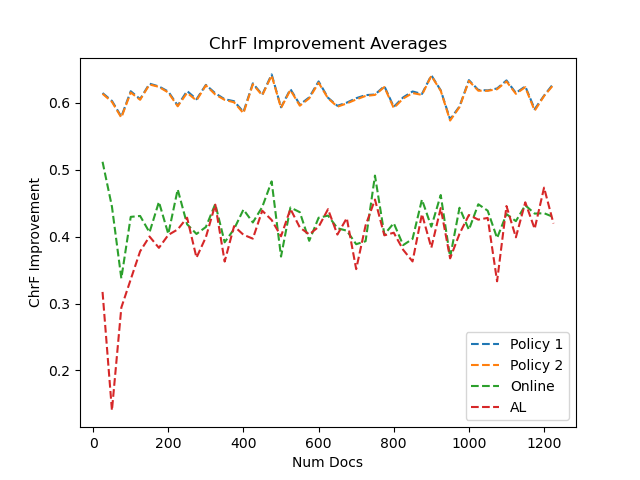 ChrF Improvement Averages
ChrF Improvement
0.6
0.5
0.4
0.3
0.2
0
200
400
600
800
1000
1200
Num Docs
Policy 1
Policy 2
Online
AL